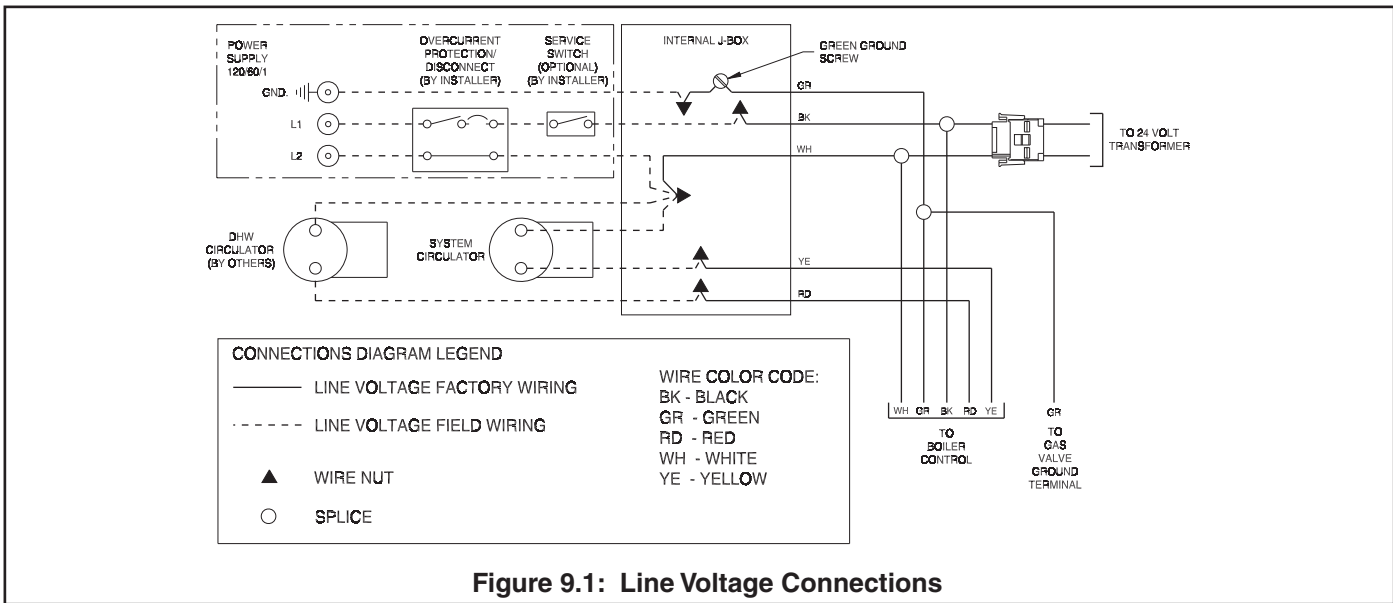 POWER
SUPPLY
120/60/1
OVERCURRENT
PROTECTION/
DISCONNECT
(BY INSTALLER)
SERVICE
SWITCH
(OPTIONAL)
(BY INSTALLER)
INTERNAL J-BOX
GREEN GROUND
SCREW
GND.
GR
L1
BK
TO 24 VOLT
TRANSFORMER
L2
WH
DHW
CIRCULATOR
(BY OTHERS)
SYSTEM
CIRCULATOR
YE
RD
CONNECTIONS DIAGRAM LEGEND
LINE VOLTAGE FACTORY WIRING
LINE VOLTAGE FIELD WIRING
WIRE NUT
SPLICE
WIRE COLOR CODE:
BK - BLACK
GR - GREEN
RD - RED
WH - WHITE
YE - YELLOW
WH GR BK RD YE
TO
BOILER
CONTROL
GR
TO
GAS
VALVE
GROUND
TERMINAL
Figure 9.1: Line Voltage Connections